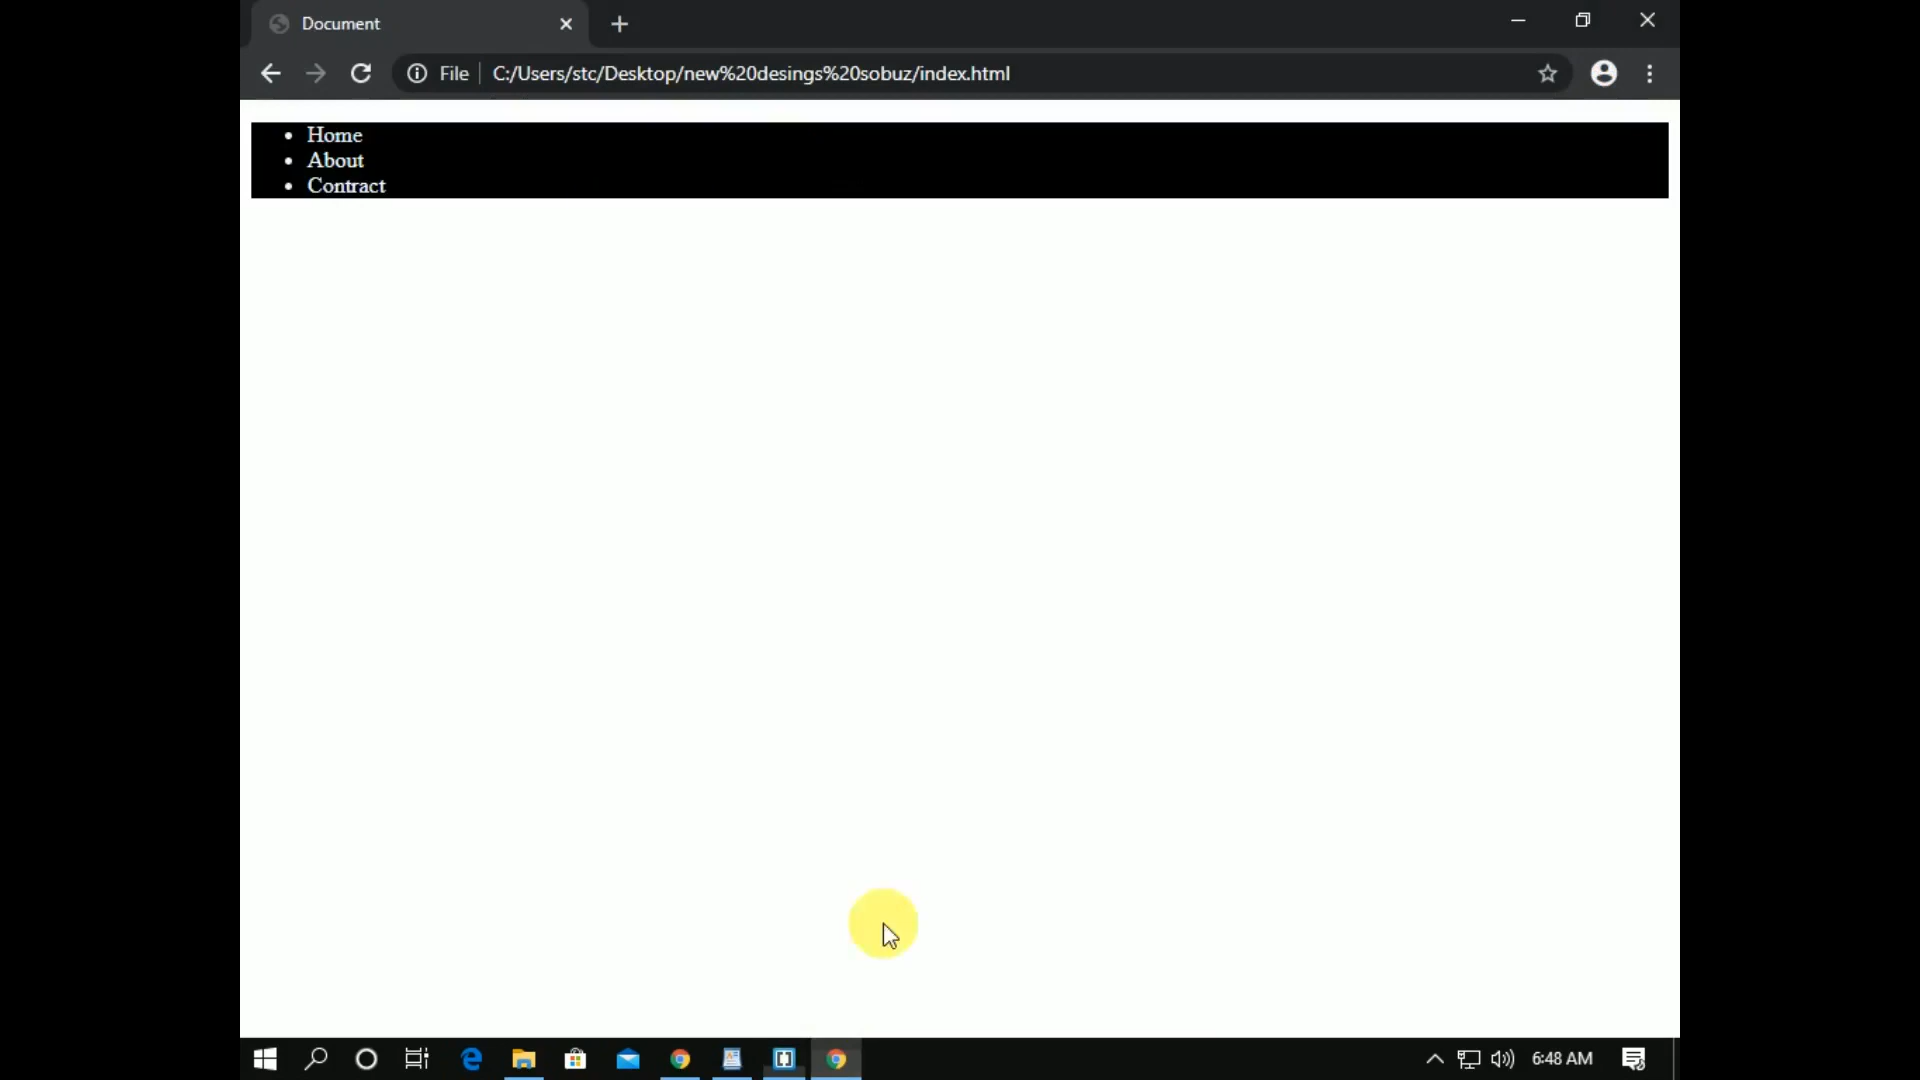 Document
File C:/Users/stc/Desktop/new%20desings%20sobuz/index.html
Home
About
Contract
6:48 AM